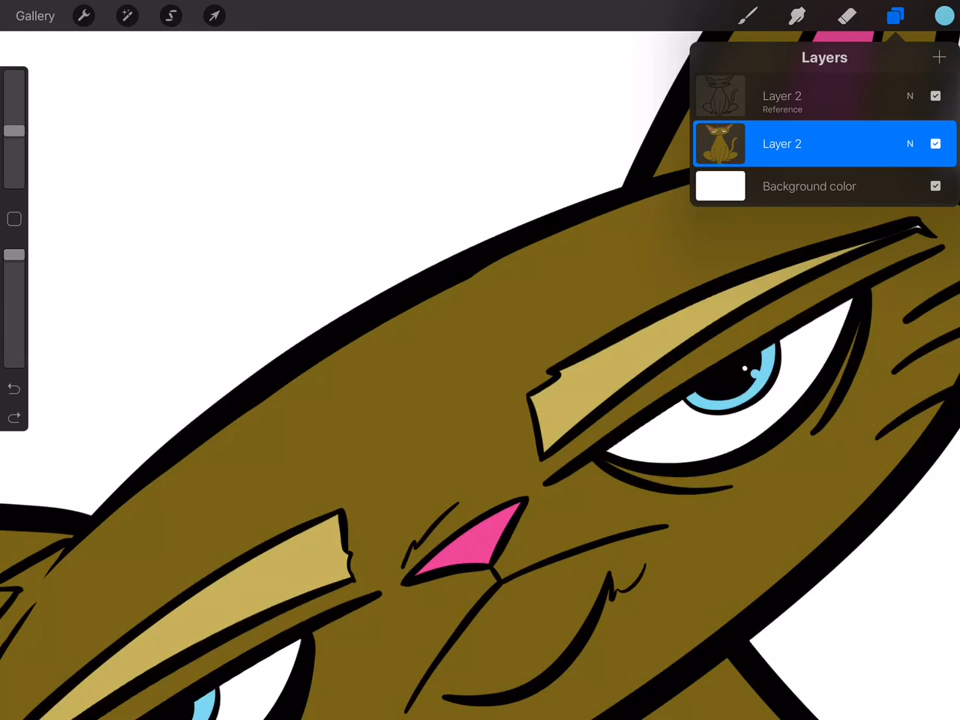 Gallery
Layers
Layer 2 N
Reference
Layer 2 N
Background color